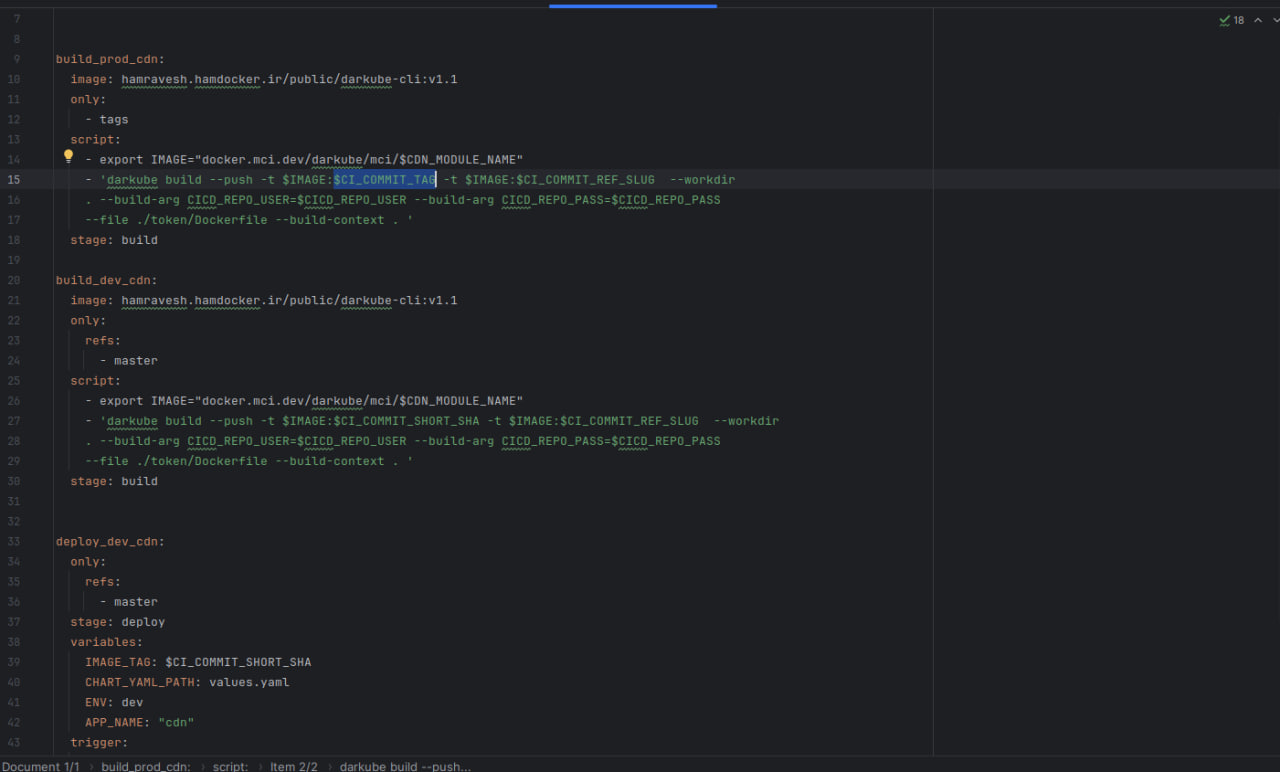 18
7
8
9 build_prod_cdn:
10 image: hamravesh.hamdocker.ir/public/darkube-cli:v1.1
11 only:
12 - tags
13 script:
14 - export IMAGE="docker.mci.dev/darkube/mci/$CDN_MODULE_NAME"
15 - 'darkube build --push -t $IMAGE:$CI_COMMIT_TAG -t $IMAGE:$CI_COMMIT_REF_SLUG  --workdir
16 . --build-arg CICD_REPO_USER=$CICD_REPO_USER --build-arg CICD_REPO_PASS=$CICD_REPO_PASS
17 --file ./token/Dockerfile --build-context . '
18 stage: build
19
20 build_dev_cdn:
21 image: hamravesh.hamdocker.ir/public/darkube-cli:v1.1
22 only:
23 refs:
24 - master
25 script:
26 - export IMAGE="docker.mci.dev/darkube/mci/$CDN_MODULE_NAME"
27 - 'darkube build --push -t $IMAGE:$CI_COMMIT_SHORT_SHA -t $IMAGE:$CI_COMMIT_REF_SLUG  --workdir
28 . --build-arg CICD_REPO_USER=$CICD_REPO_USER --build-arg CICD_REPO_PASS=$CICD_REPO_PASS
29 --file ./token/Dockerfile --build-context . '
30 stage: build
31
32
33 deploy_dev_cdn:
34 only:
35 refs:
36 - master
37 stage: deploy
38 variables:
39 IMAGE_TAG: $CI_COMMIT_SHORT_SHA
40 CHART_YAML_PATH: values.yaml
41 ENV: dev
42 APP_NAME: "cdn"
43 trigger:
Document 1/1 › build_prod_cdn: › script: › Item 2/2 › darkube build --push...